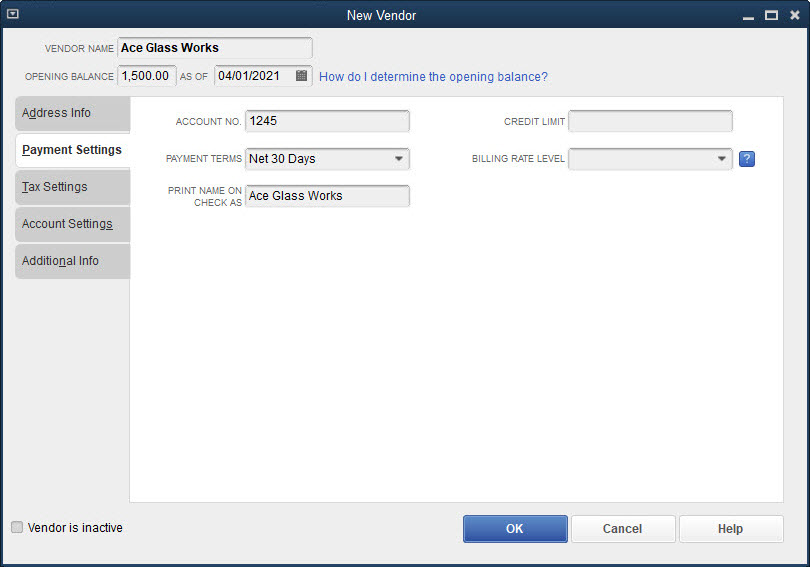 New Vendor
VENDOR NAME Ace Glass Works
OPENING BALANCE 1,500.00 AS OF 04/01/2021 How do I determine the opening balance?
Address Info
Payment Settings
Tax Settings
Account Settings
Additional Info
ACCOUNT NO. 1245
CREDIT LIMIT
PAYMENT TERMS Net 30 Days
BILLING RATE LEVEL ?
PRINT NAME ON
CHECK AS Ace Glass Works
Vendor is inactive
OK Cancel Help